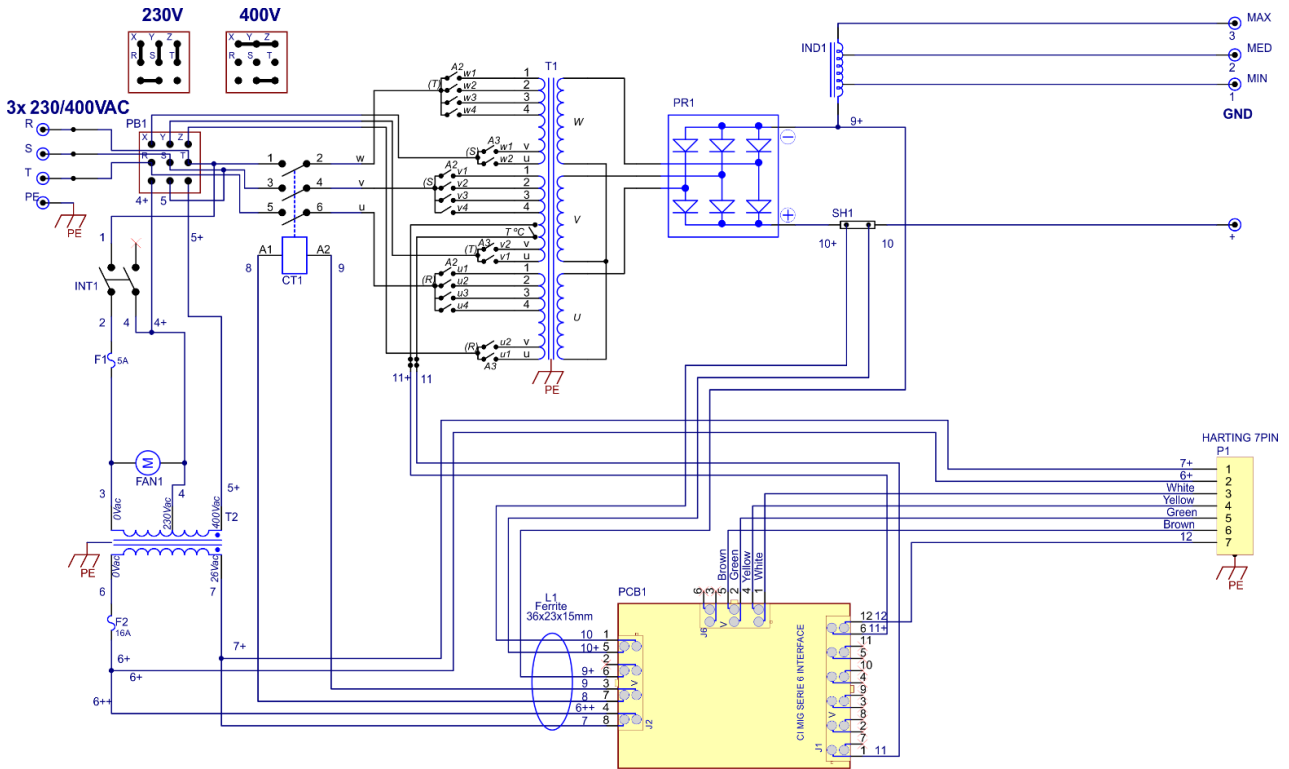 230V
400V
X Y Z
R S T
X Y Z
R S T
3x 230/400VAC
R
S
T
PE
PE
PB1
X Y Z
R S T
4+
5
5+
1
INT1
2
4
4+
F1
5A
M
FAN1
3
4
5+
0Vac
230Vac
400Vac
T2
PE
0Vac
26Vac
6
7
F2
16A
7+
6+
6+
6++
1
2
w
3
4
v
5
6
u
A1
A2
8
9
CT1
T1
A2
(T)
w1
w2
w3
w4
1
2
3
4
W
A3
(S)
w1
w2
v
u
A2
(S)
v1
v2
v3
v4
1
2
3
4
V
T ºC
A3
(T)
v2
v1
v
u
A2
(R)
u1
u2
u3
u4
1
2
3
4
U
(R)
u2
u1
v
u
A3
PE
11+
11
PR1
9+
SH1
10+
10
IND1
MAX
3
MED
2
MIN
1
GND
+
HARTING 7PIN
P1
7+ 1
6+ 2
White 3
Yellow 4
Green 5
Brown 6
12 7
PE
L1
Ferrite
36x23x15mm
PCB1
10 1
10+ 5
2
9+ 6
9 3
8 7
6++ 4
7 8
J2
V
Brown
Green
Yellow
White
6
3
5
2
4
1
J6
V
CI MIG SERIE 6 INTERFACE
12 12
6 11+
11
5
10
4
9
3
8
2
7
1 11
J1
V